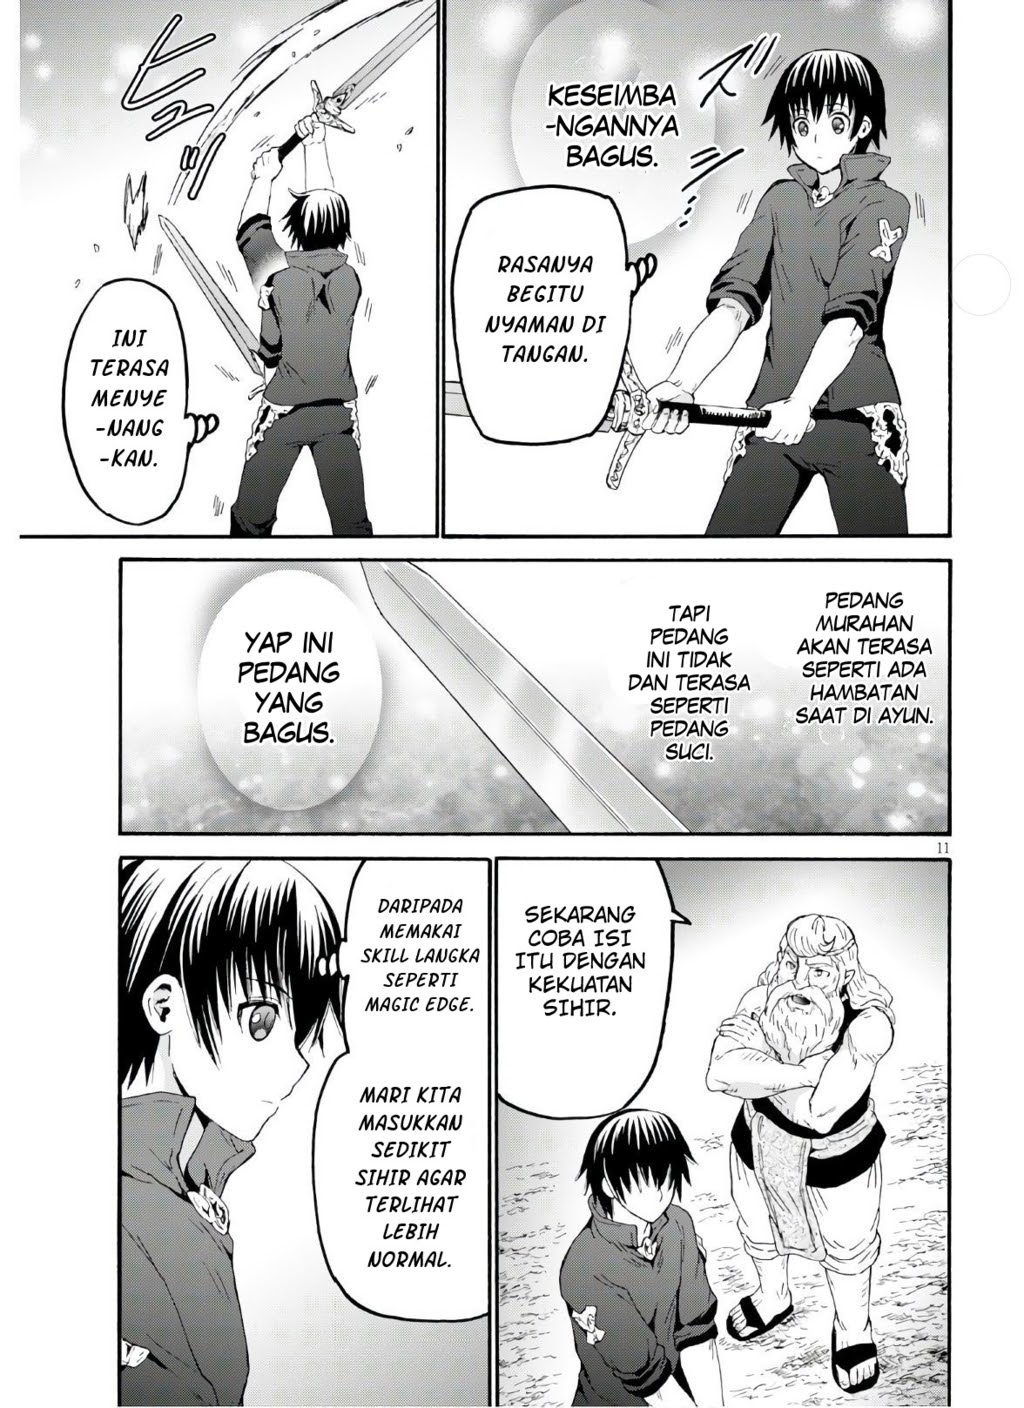 KESEIMBA
-NGANNYA
BAGUS.
ズ
RASANYA
BEGITU
NYAMAN DI
TANGAN.
ヒュ
INI
TERASA
MENYE
-NANG
-KAN.
PEDANG
MURAHAN
AKAN TERASA
SEPERTI ADA
HAMBATAN
SAAT DI AYUN.
TAPI
PEDANG
INI TIDAK
DAN TERASA
SEPERTI
PEDANG
SUCI.
YAP INI
PEDANG
YANG
BAGUS.
11
SEKARANG
COBA ISI
ITU DENGAN
KEKUATAN
SIHIR.
DARIPADA
MEMAKAI
SKILL LANGKA
SEPERTI
MAGIC EDGE.
MARI KITA
MASUKKAN
SEDIKIT
SIHIR AGAR
TERLIHAT
LEBIH
NORMAL.